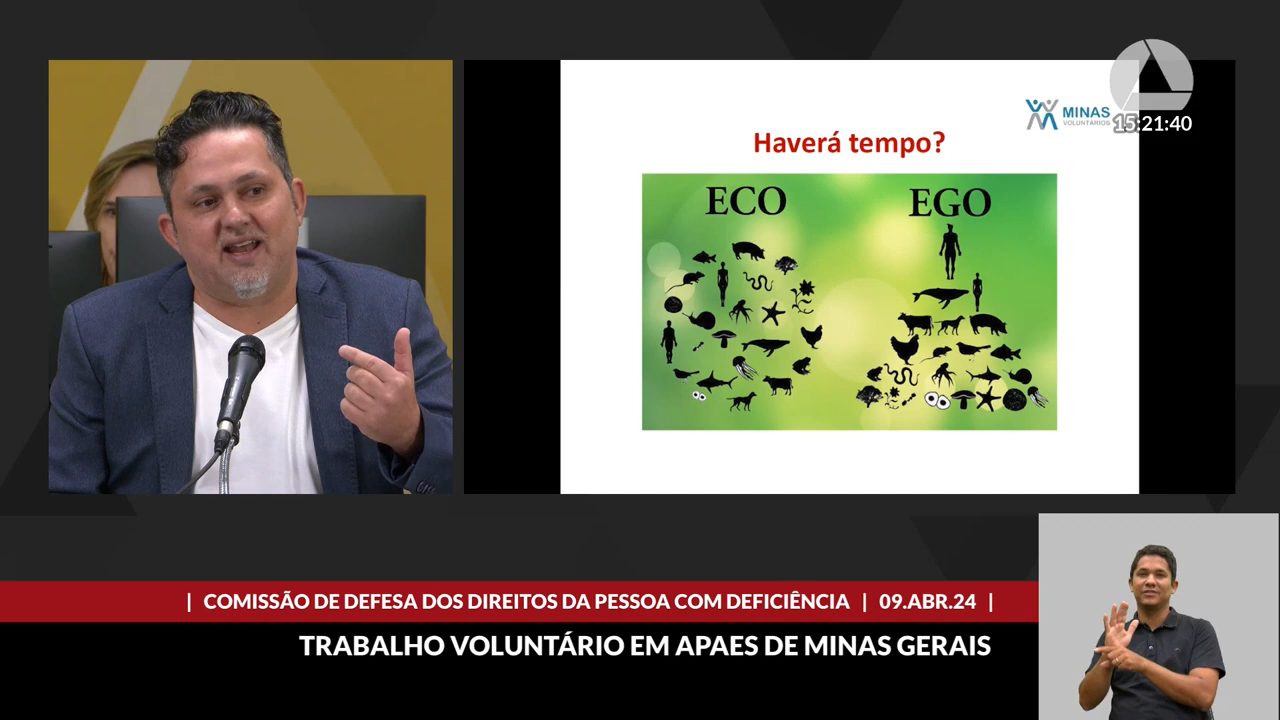 MINAS
VOLUNTÁRIOS
15:21:40
Haverá tempo?
ECO
EGO
| COMISSÃO DE DEFESA DOS DIREITOS DA PESSOA COM DEFICIÊNCIA | 09.ABR.24 |
TRABALHO VOLUNTÁRIO EM APAES DE MINAS GERAIS